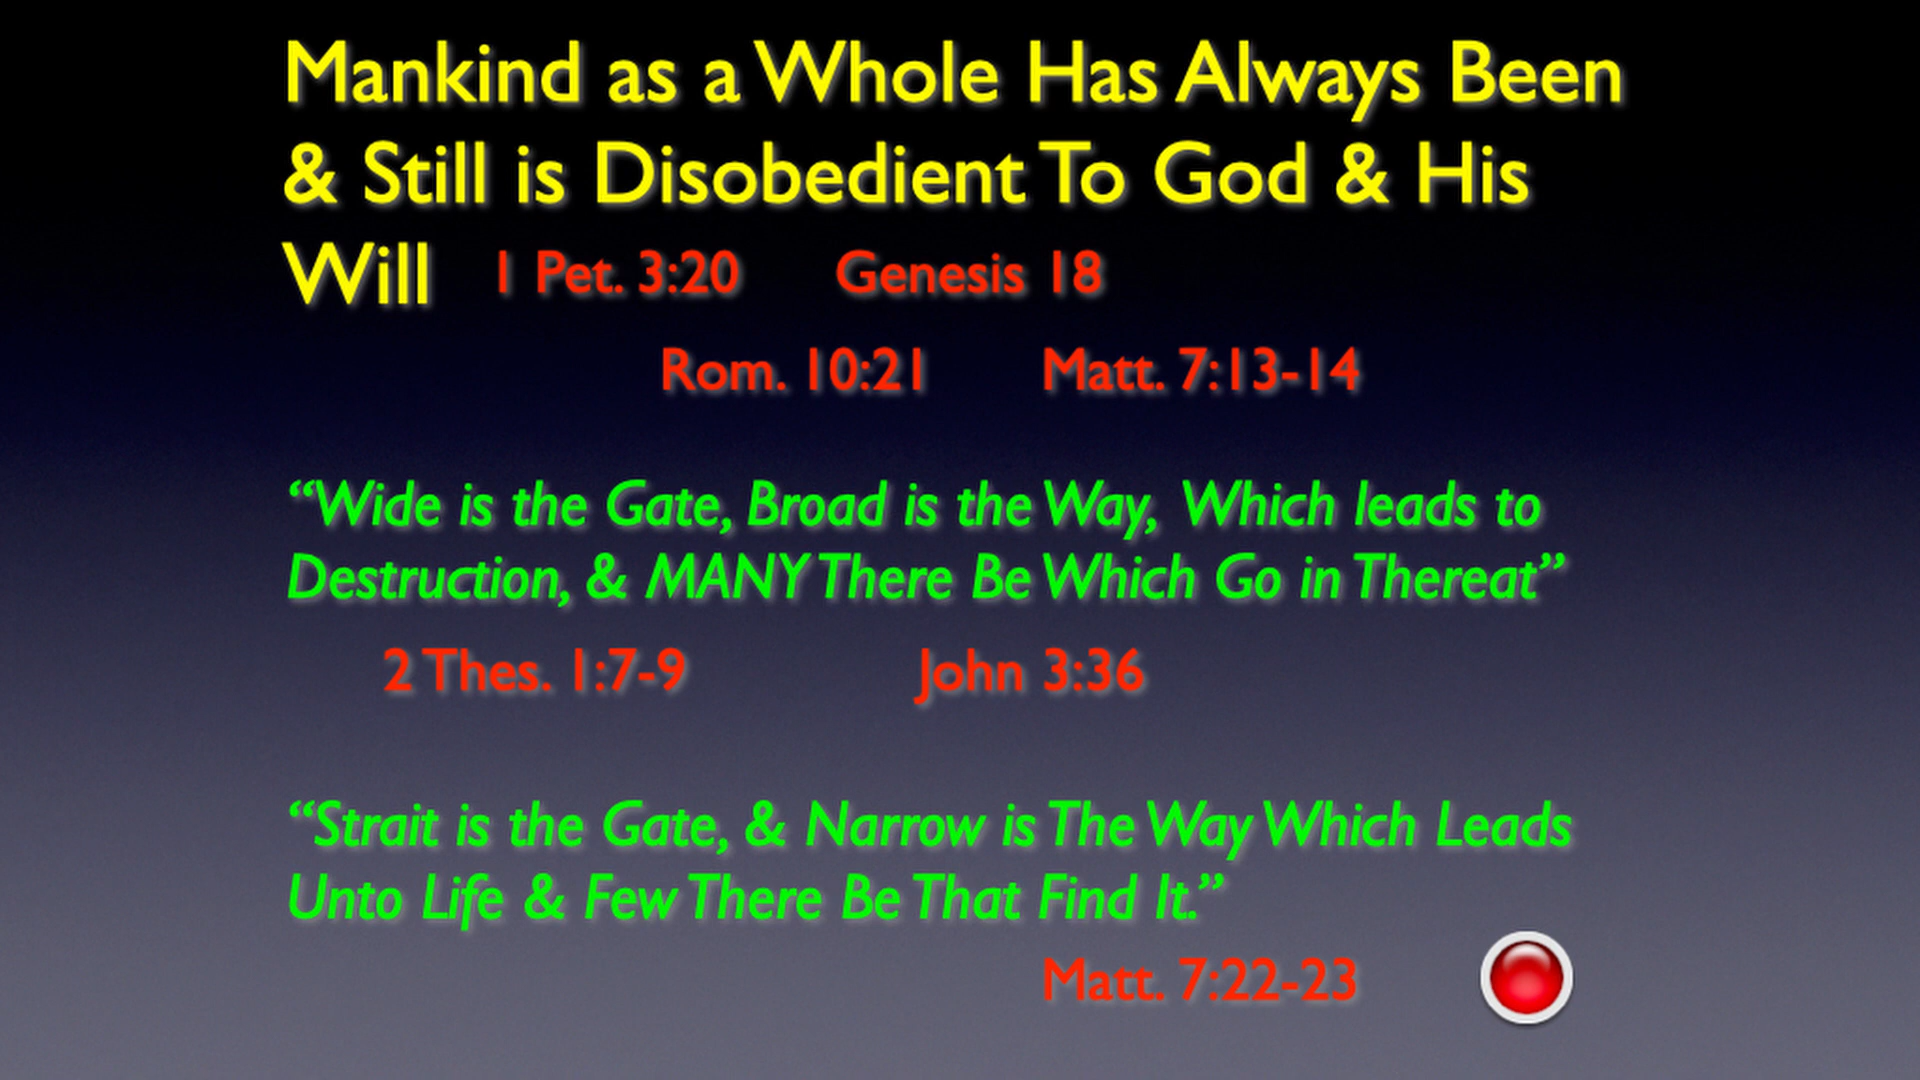 Mankind as a Whole Has Always Been
& Still is Disobedient To God & His
Will 1 Pet. 3:20 Genesis 18
Rom. 10:21 Matt. 7:13-14
“Wide is the Gate, Broad is the Way, Which leads to
Destruction, & MANY There Be Which Go in Thereat”
2 Thes. 1:7-9 John 3:36
“Strait is the Gate, & Narrow is The Way Which Leads
Unto Life & Few There Be That Find It.”
Matt. 7:22-23